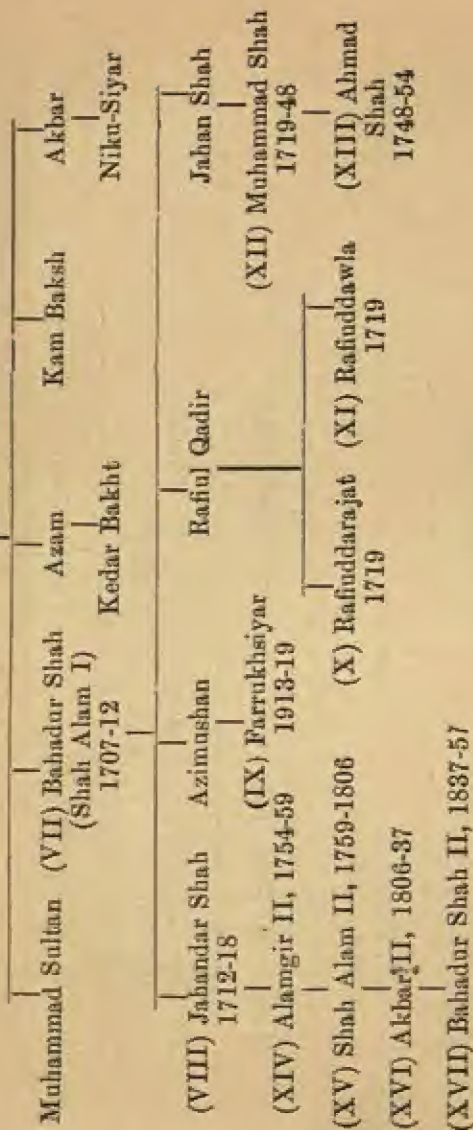 Muhammad Sultan (VII) Bahadur Shah Azam Kam Baksh Akbar
(Shah Alam I)
1707-12 Kedar Bakht Niku-Siyar
(VIII) Jahandar Shah Azimushan Rafiul Qadir Jahan Shah
1712-18
(IX) Farrukhsiyar (XII) Muhammad Shah
1913-19 1719-48
(XIV) Alamgir II, 1754-59
(X) Rafiuddarajat (XI) Rafiuddawla (XIII) Ahmad
1719 1719 Shah
1748-54
(XV) Shah Alam II, 1759-1806
(XVI) Akbar II, 1806-37
(XVII) Bahadur Shah II, 1837-57